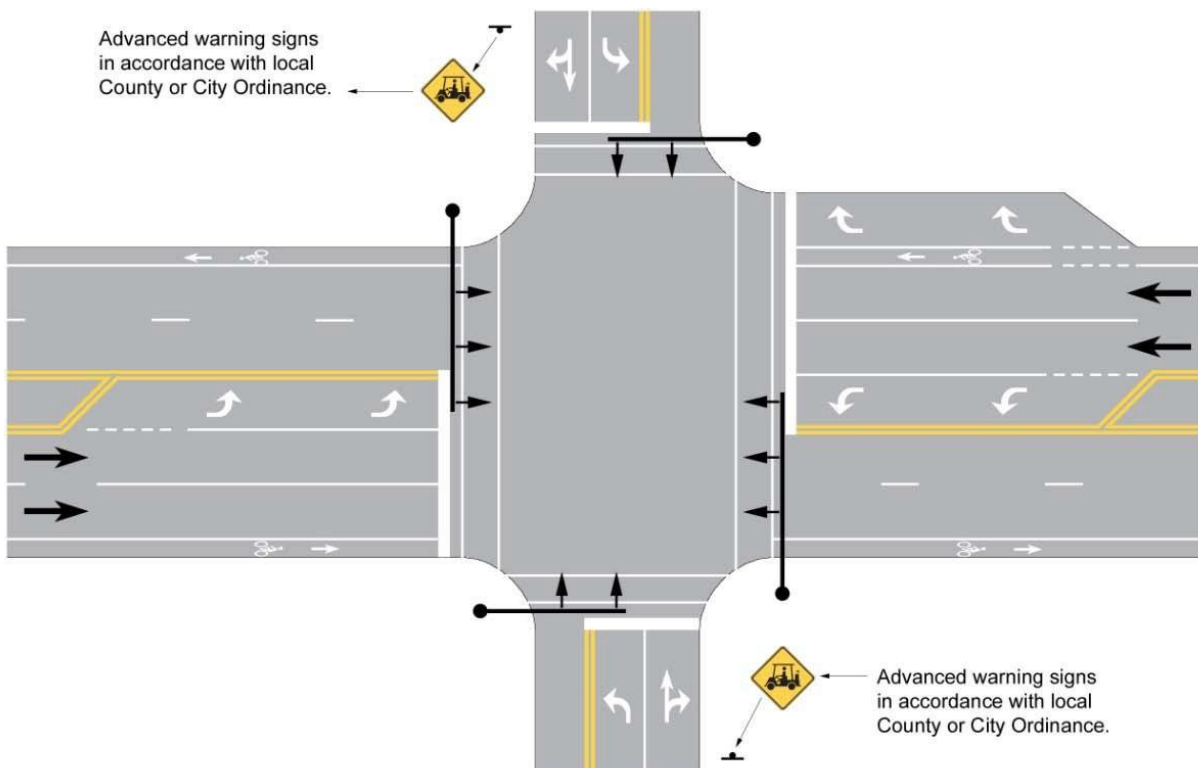 Advanced warning signs
in accordance with local
County or City Ordinance.
Advanced warning signs
in accordance with local
County or City Ordinance.